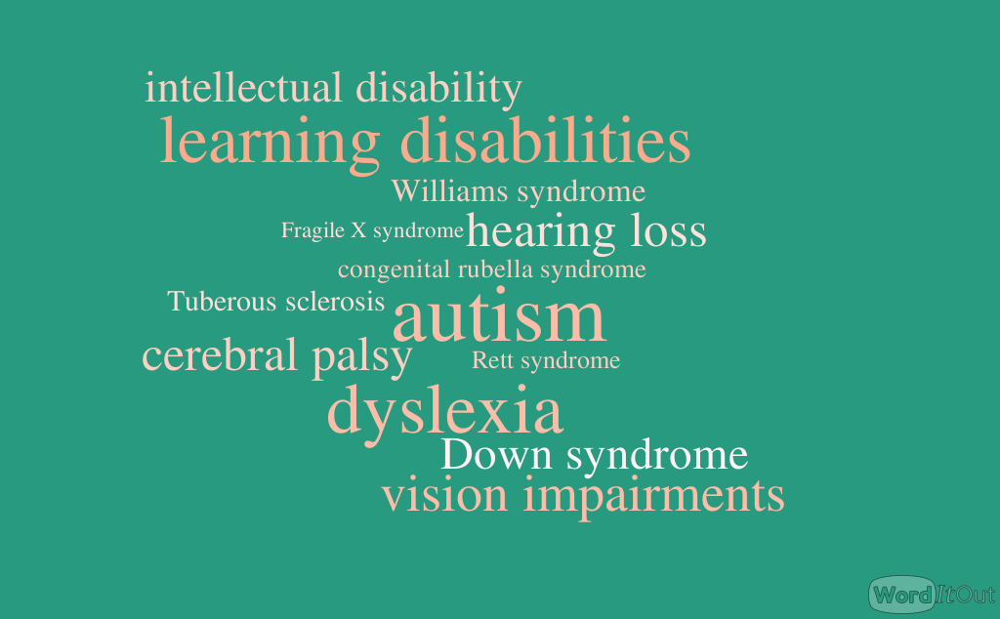 intellectual disability
learning disabilities
Williams syndrome
Fragile X syndrome
hearing loss
congenital rubella syndrome
Tuberous sclerosis
autism
cerebral palsy
Rett syndrome
dyslexia
Down syndrome
vision impairments
WordItOut